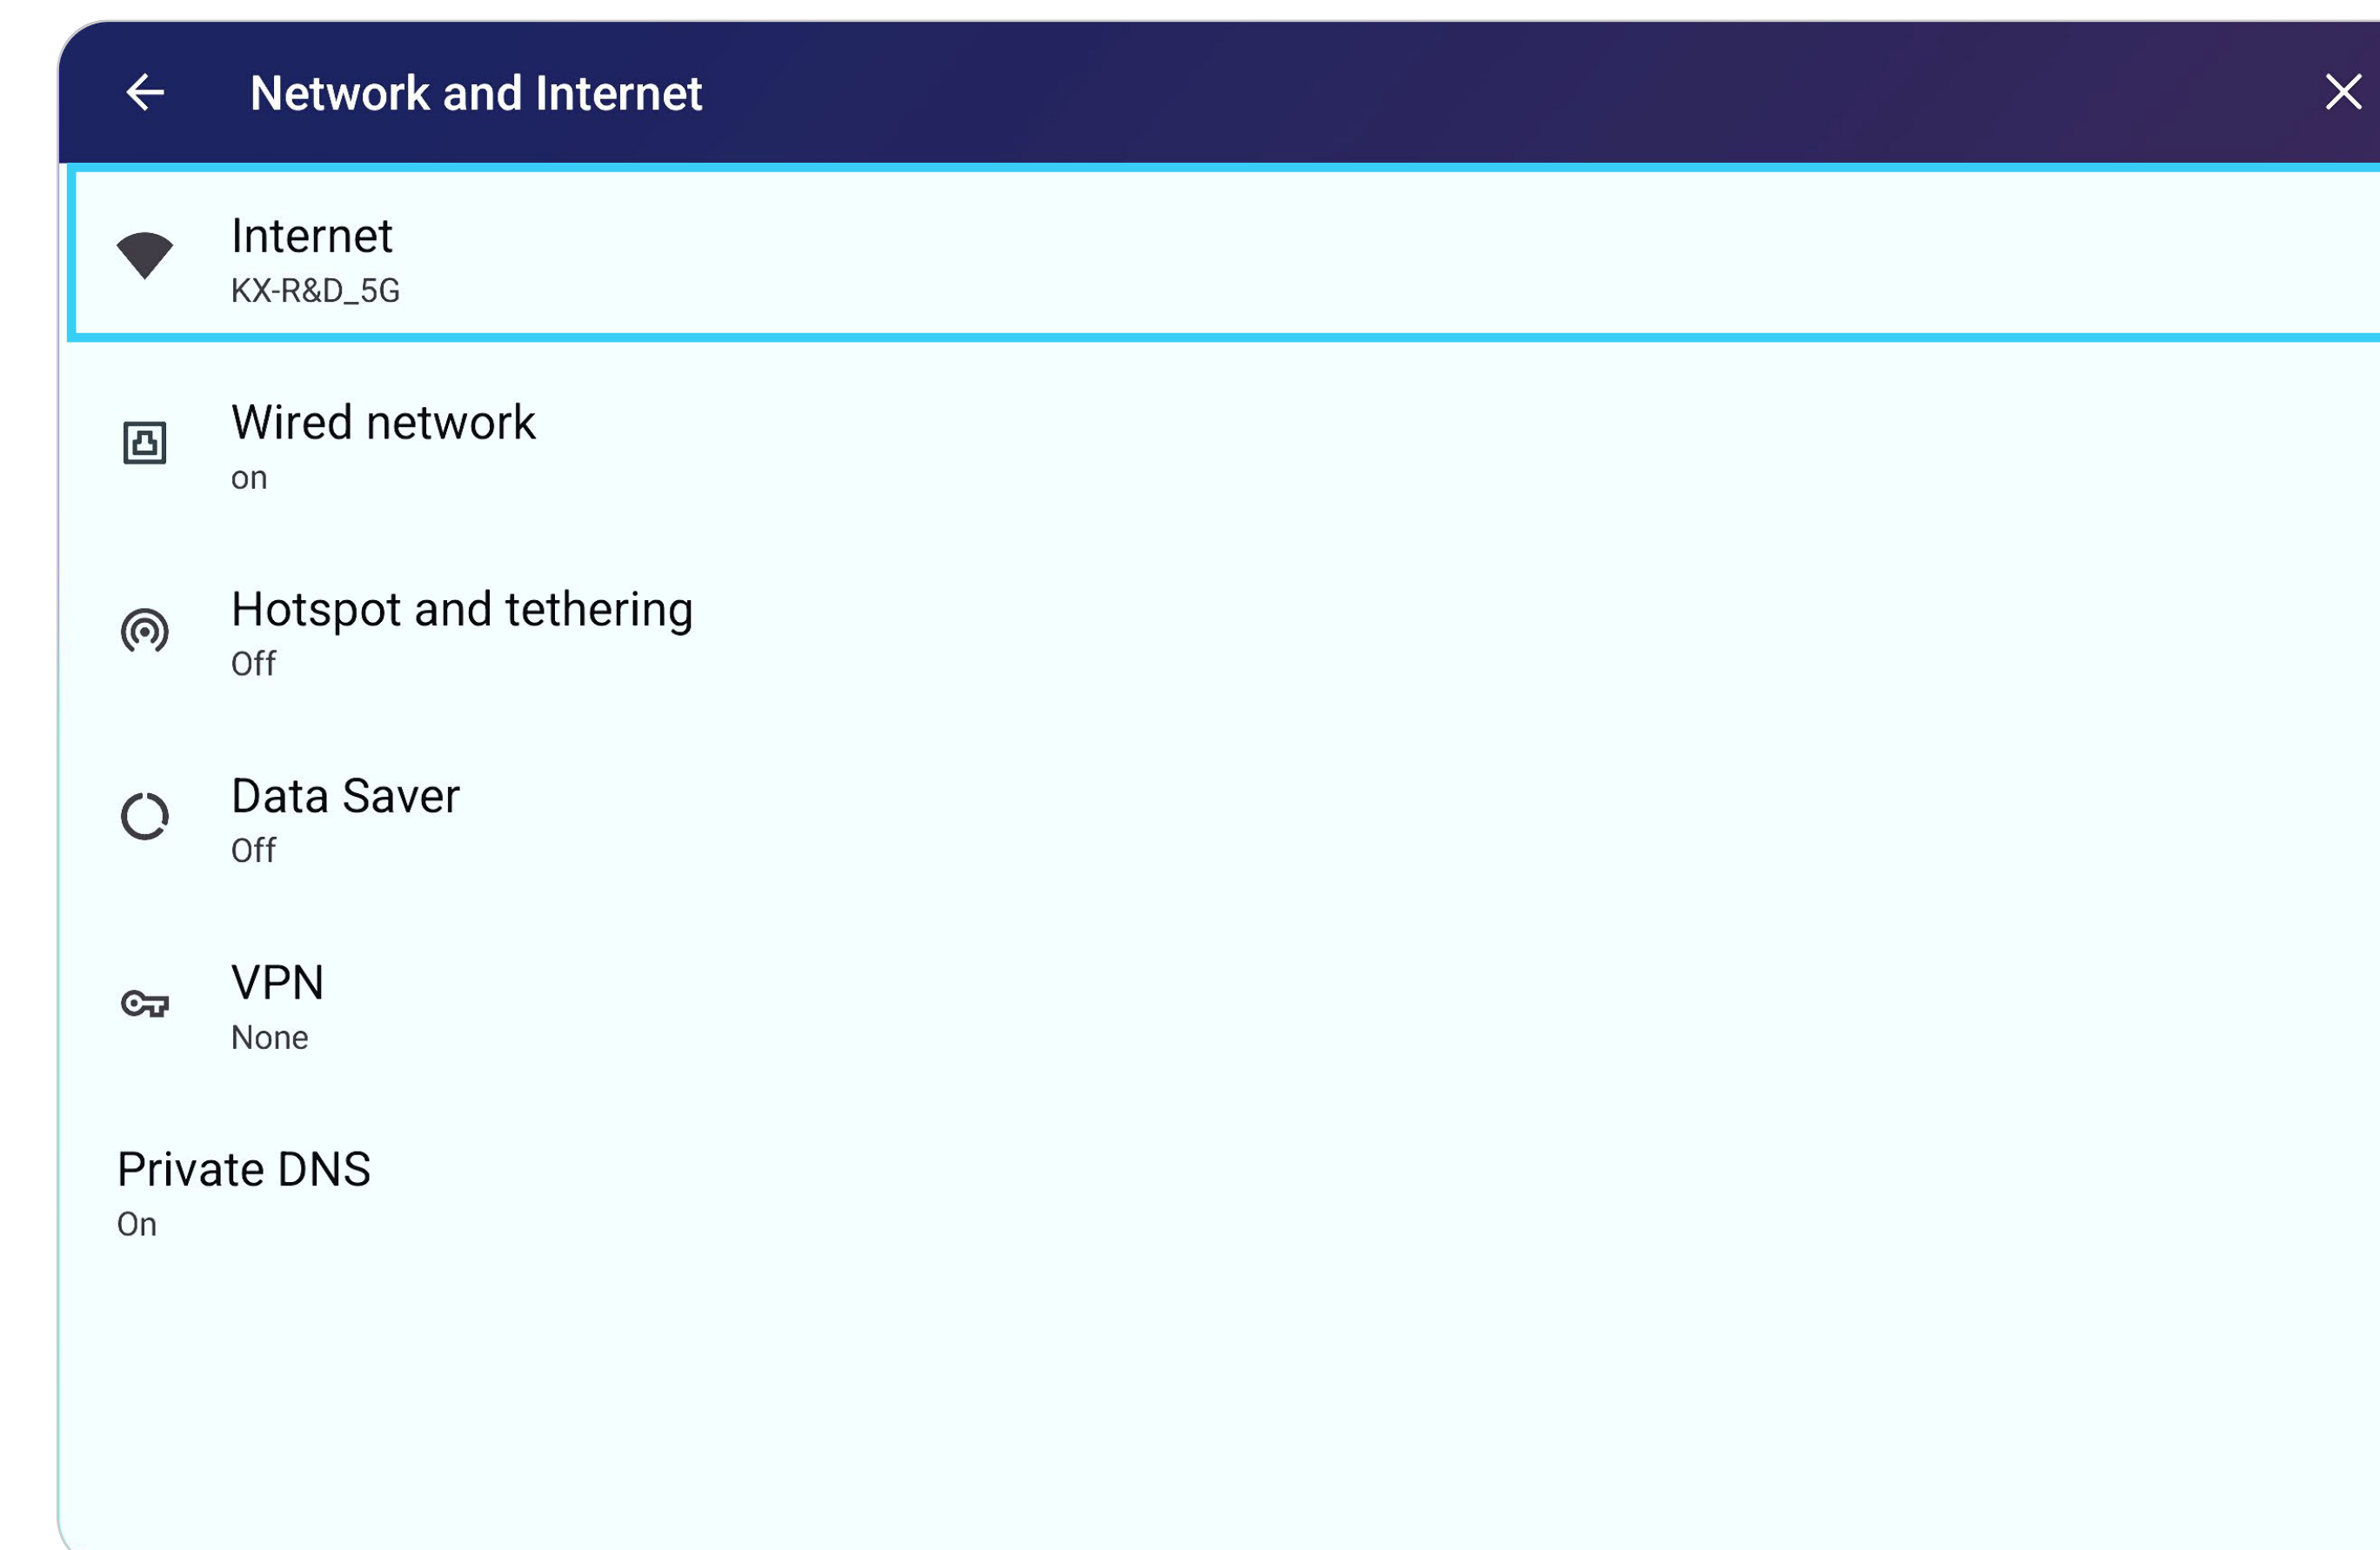 Network and Internet
Internet
KX-R&D_5G
Wired network
on
Hotspot and tethering
Off
Data Saver
Off
VPN
None
Private DNS
On